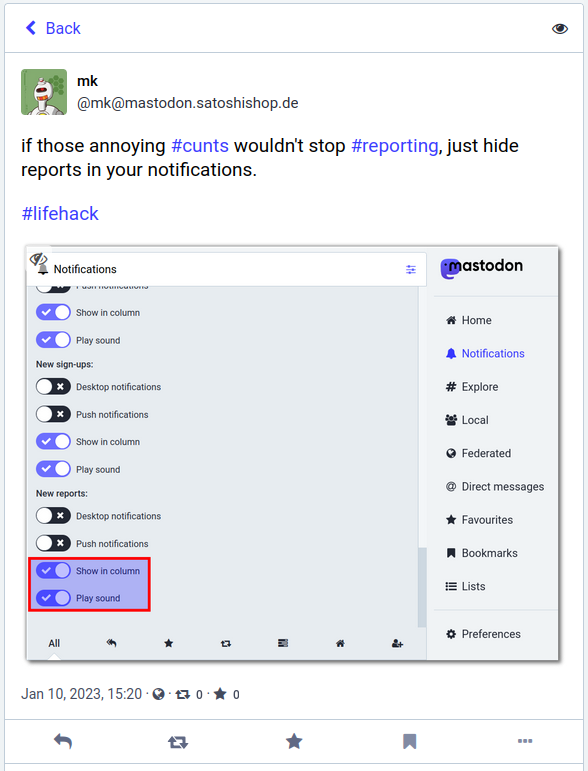 Back
mk
@mk@mastodon.satoshishop.de
if those annoying #cunts wouldn't stop #reporting, just hide
reports in your notifications.
#lifehack
Notifications
Push notifications
Show in column
Play sound
New sign-ups:
Desktop notifications
Push notifications
Show in column
Play sound
New reports:
Desktop notifications
Push notifications
Show in column
Play sound
All
mastodon
Home
Notifications
Explore
Local
Federated
Direct messages
Favourites
Bookmarks
Lists
Preferences
Jan 10, 2023, 15:20 · · 0 · 0